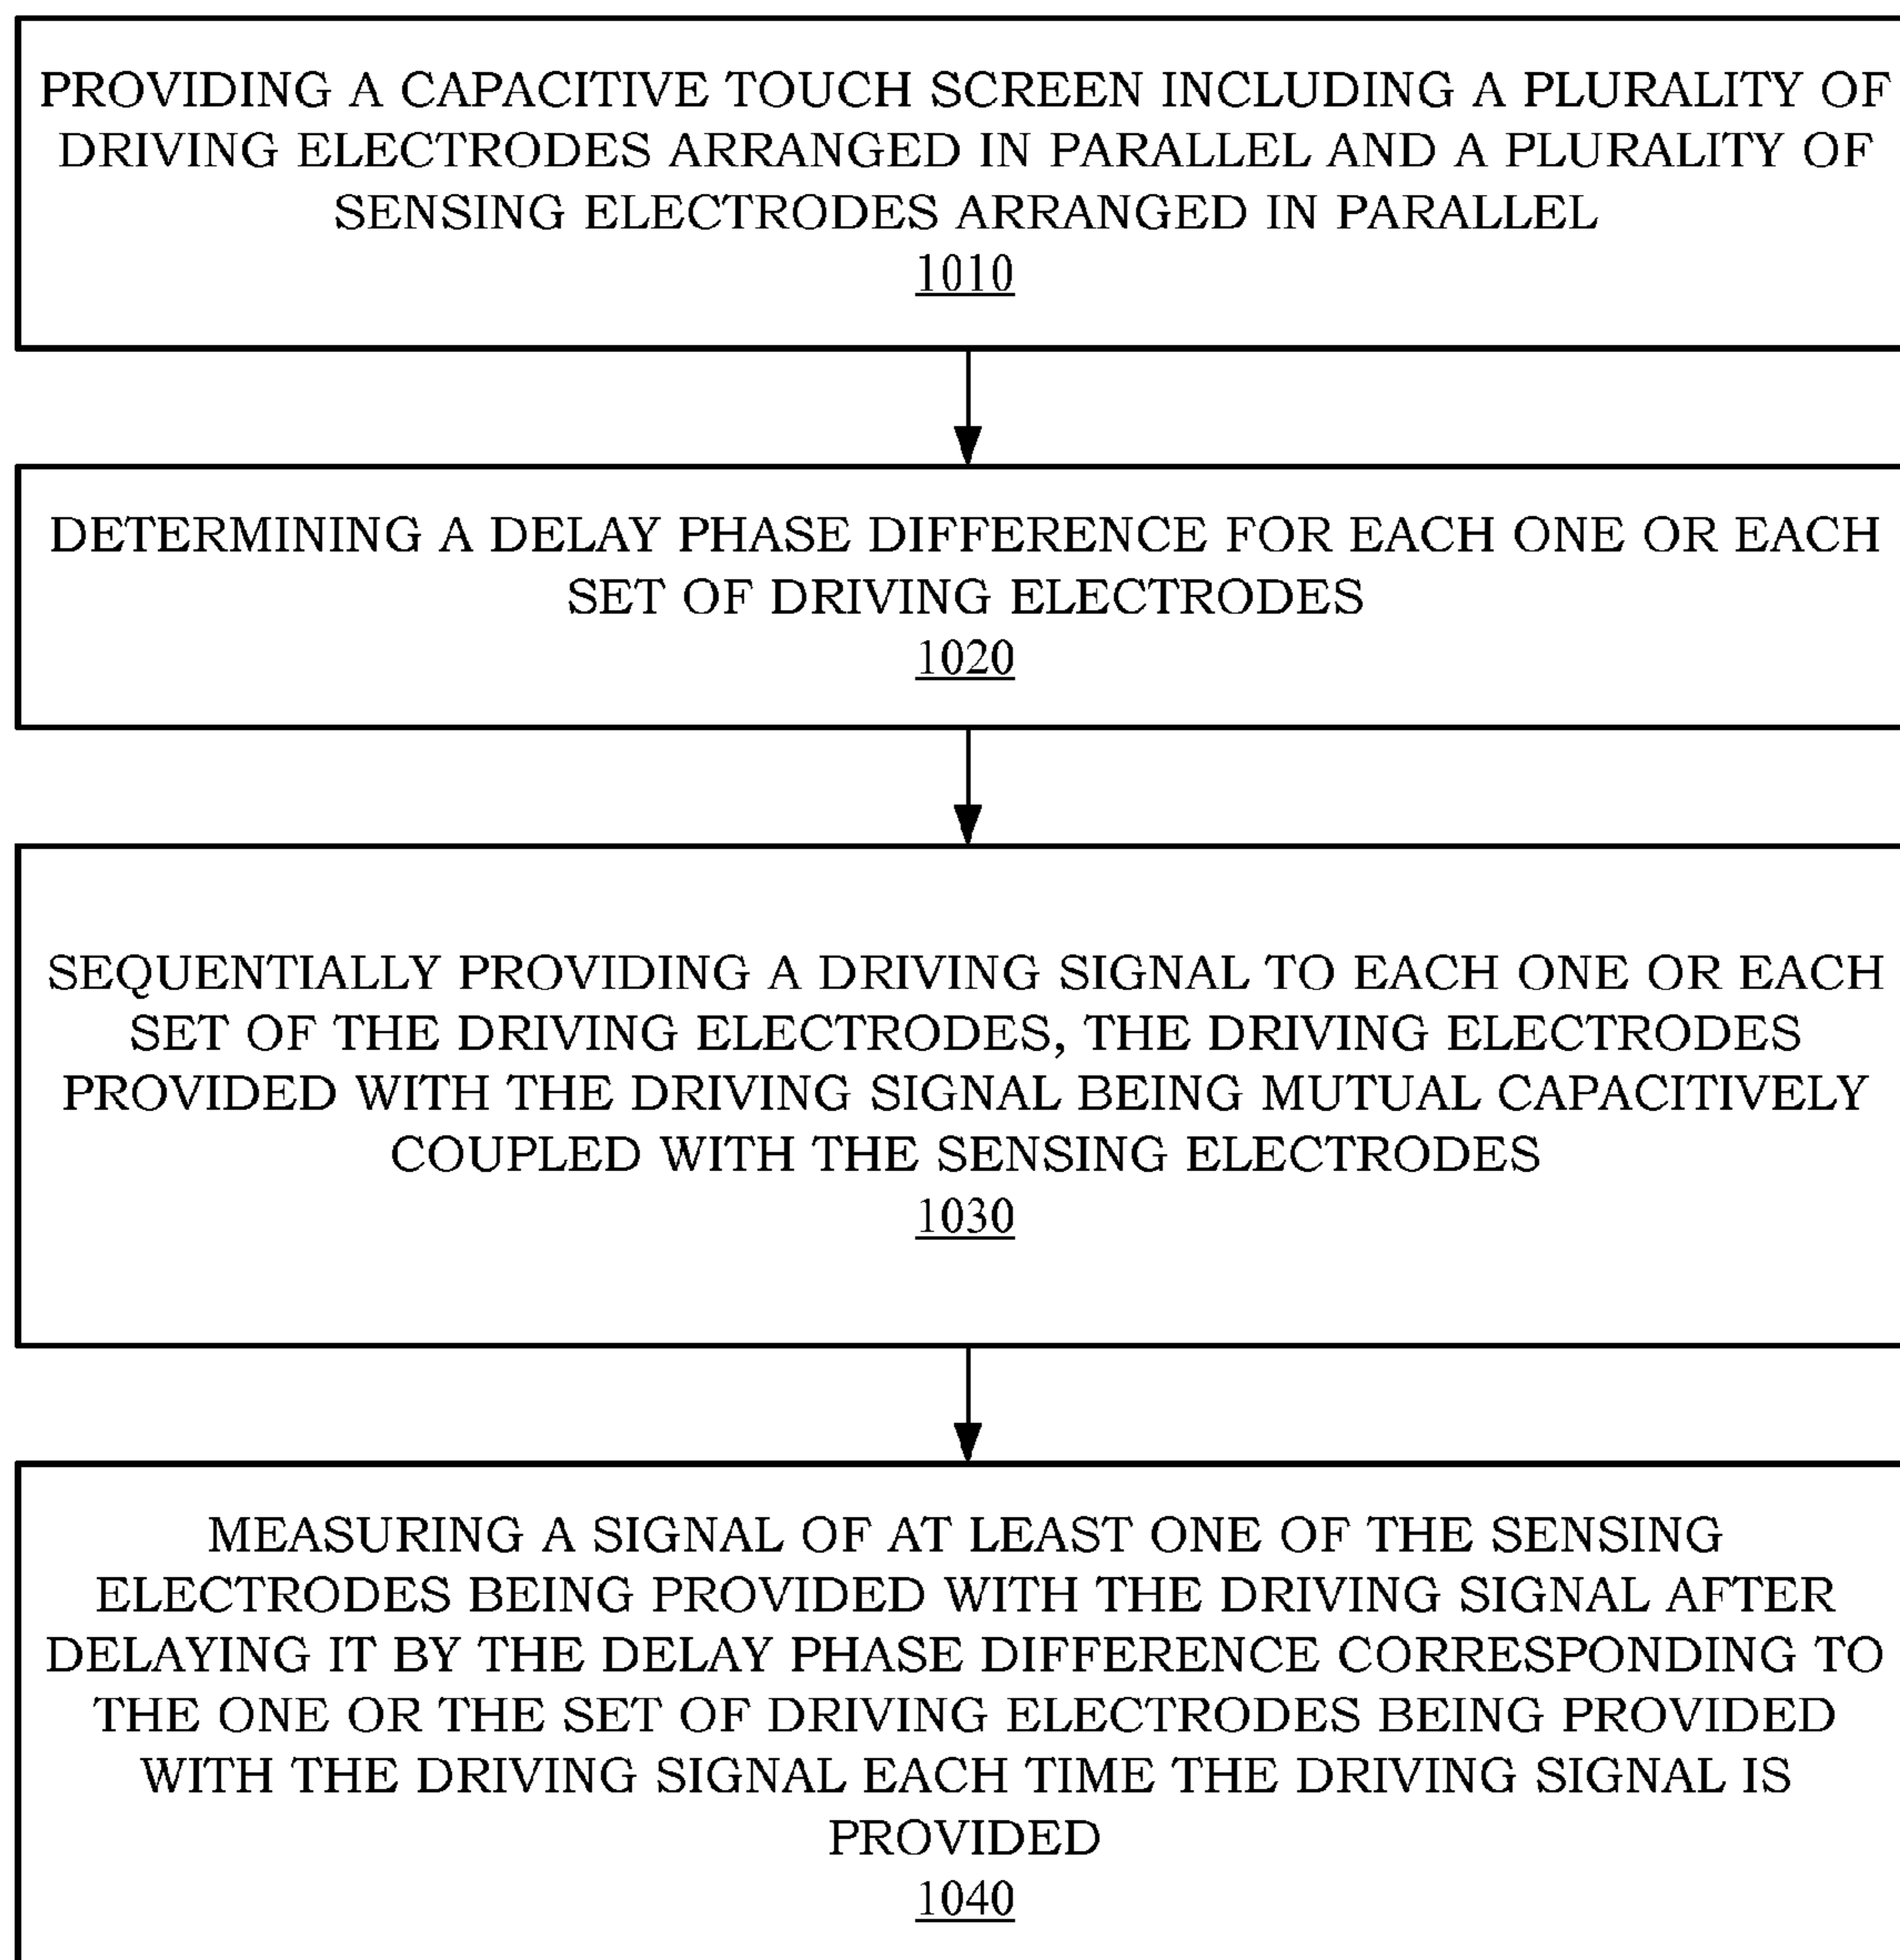 PROVIDING A CAPACITIVE TOUCH SCREEN INCLUDING A PLURALITY OF
DRIVING ELECTRODES ARRANGED IN PARALLEL AND A PLURALITY OF
SENSING ELECTRODES ARRANGED IN PARALLEL
1010
DETERMINING A DELAY PHASE DIFFERENCE FOR EACH ONE OR EACH
SET OF DRIVING ELECTRODES
1020
SEQUENTIALLY PROVIDING A DRIVING SIGNAL TO EACH ONE OR EACH
SET OF THE DRIVING ELECTRODES, THE DRIVING ELECTRODES
PROVIDED WITH THE DRIVING SIGNAL BEING MUTUAL CAPACITIVELY
COUPLED WITH THE SENSING ELECTRODES
1030
MEASURING A SIGNAL OF AT LEAST ONE OF THE SENSING
ELECTRODES BEING PROVIDED WITH THE DRIVING SIGNAL AFTER
DELAYING IT BY THE DELAY PHASE DIFFERENCE CORRESPONDING TO
THE ONE OR THE SET OF DRIVING ELECTRODES BEING PROVIDED
WITH THE DRIVING SIGNAL EACH TIME THE DRIVING SIGNAL IS
PROVIDED
1040